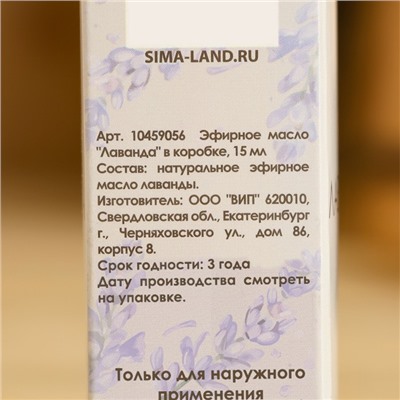 SIMA-LAND.RU
Арт. 10459056 Эфирное масло
"Лаванда" в коробке, 15 мл
Состав: натуральное эфирное
масло лаванды.
Изготовитель: ООО "ВИП" 620010,
Свердловская обл., Екатеринбург
г., Черняховского ул., дом 86,
корпус 8.
Срок годности: 3 года
Дату производства смотреть
на упаковке.
Только для наружного
применения